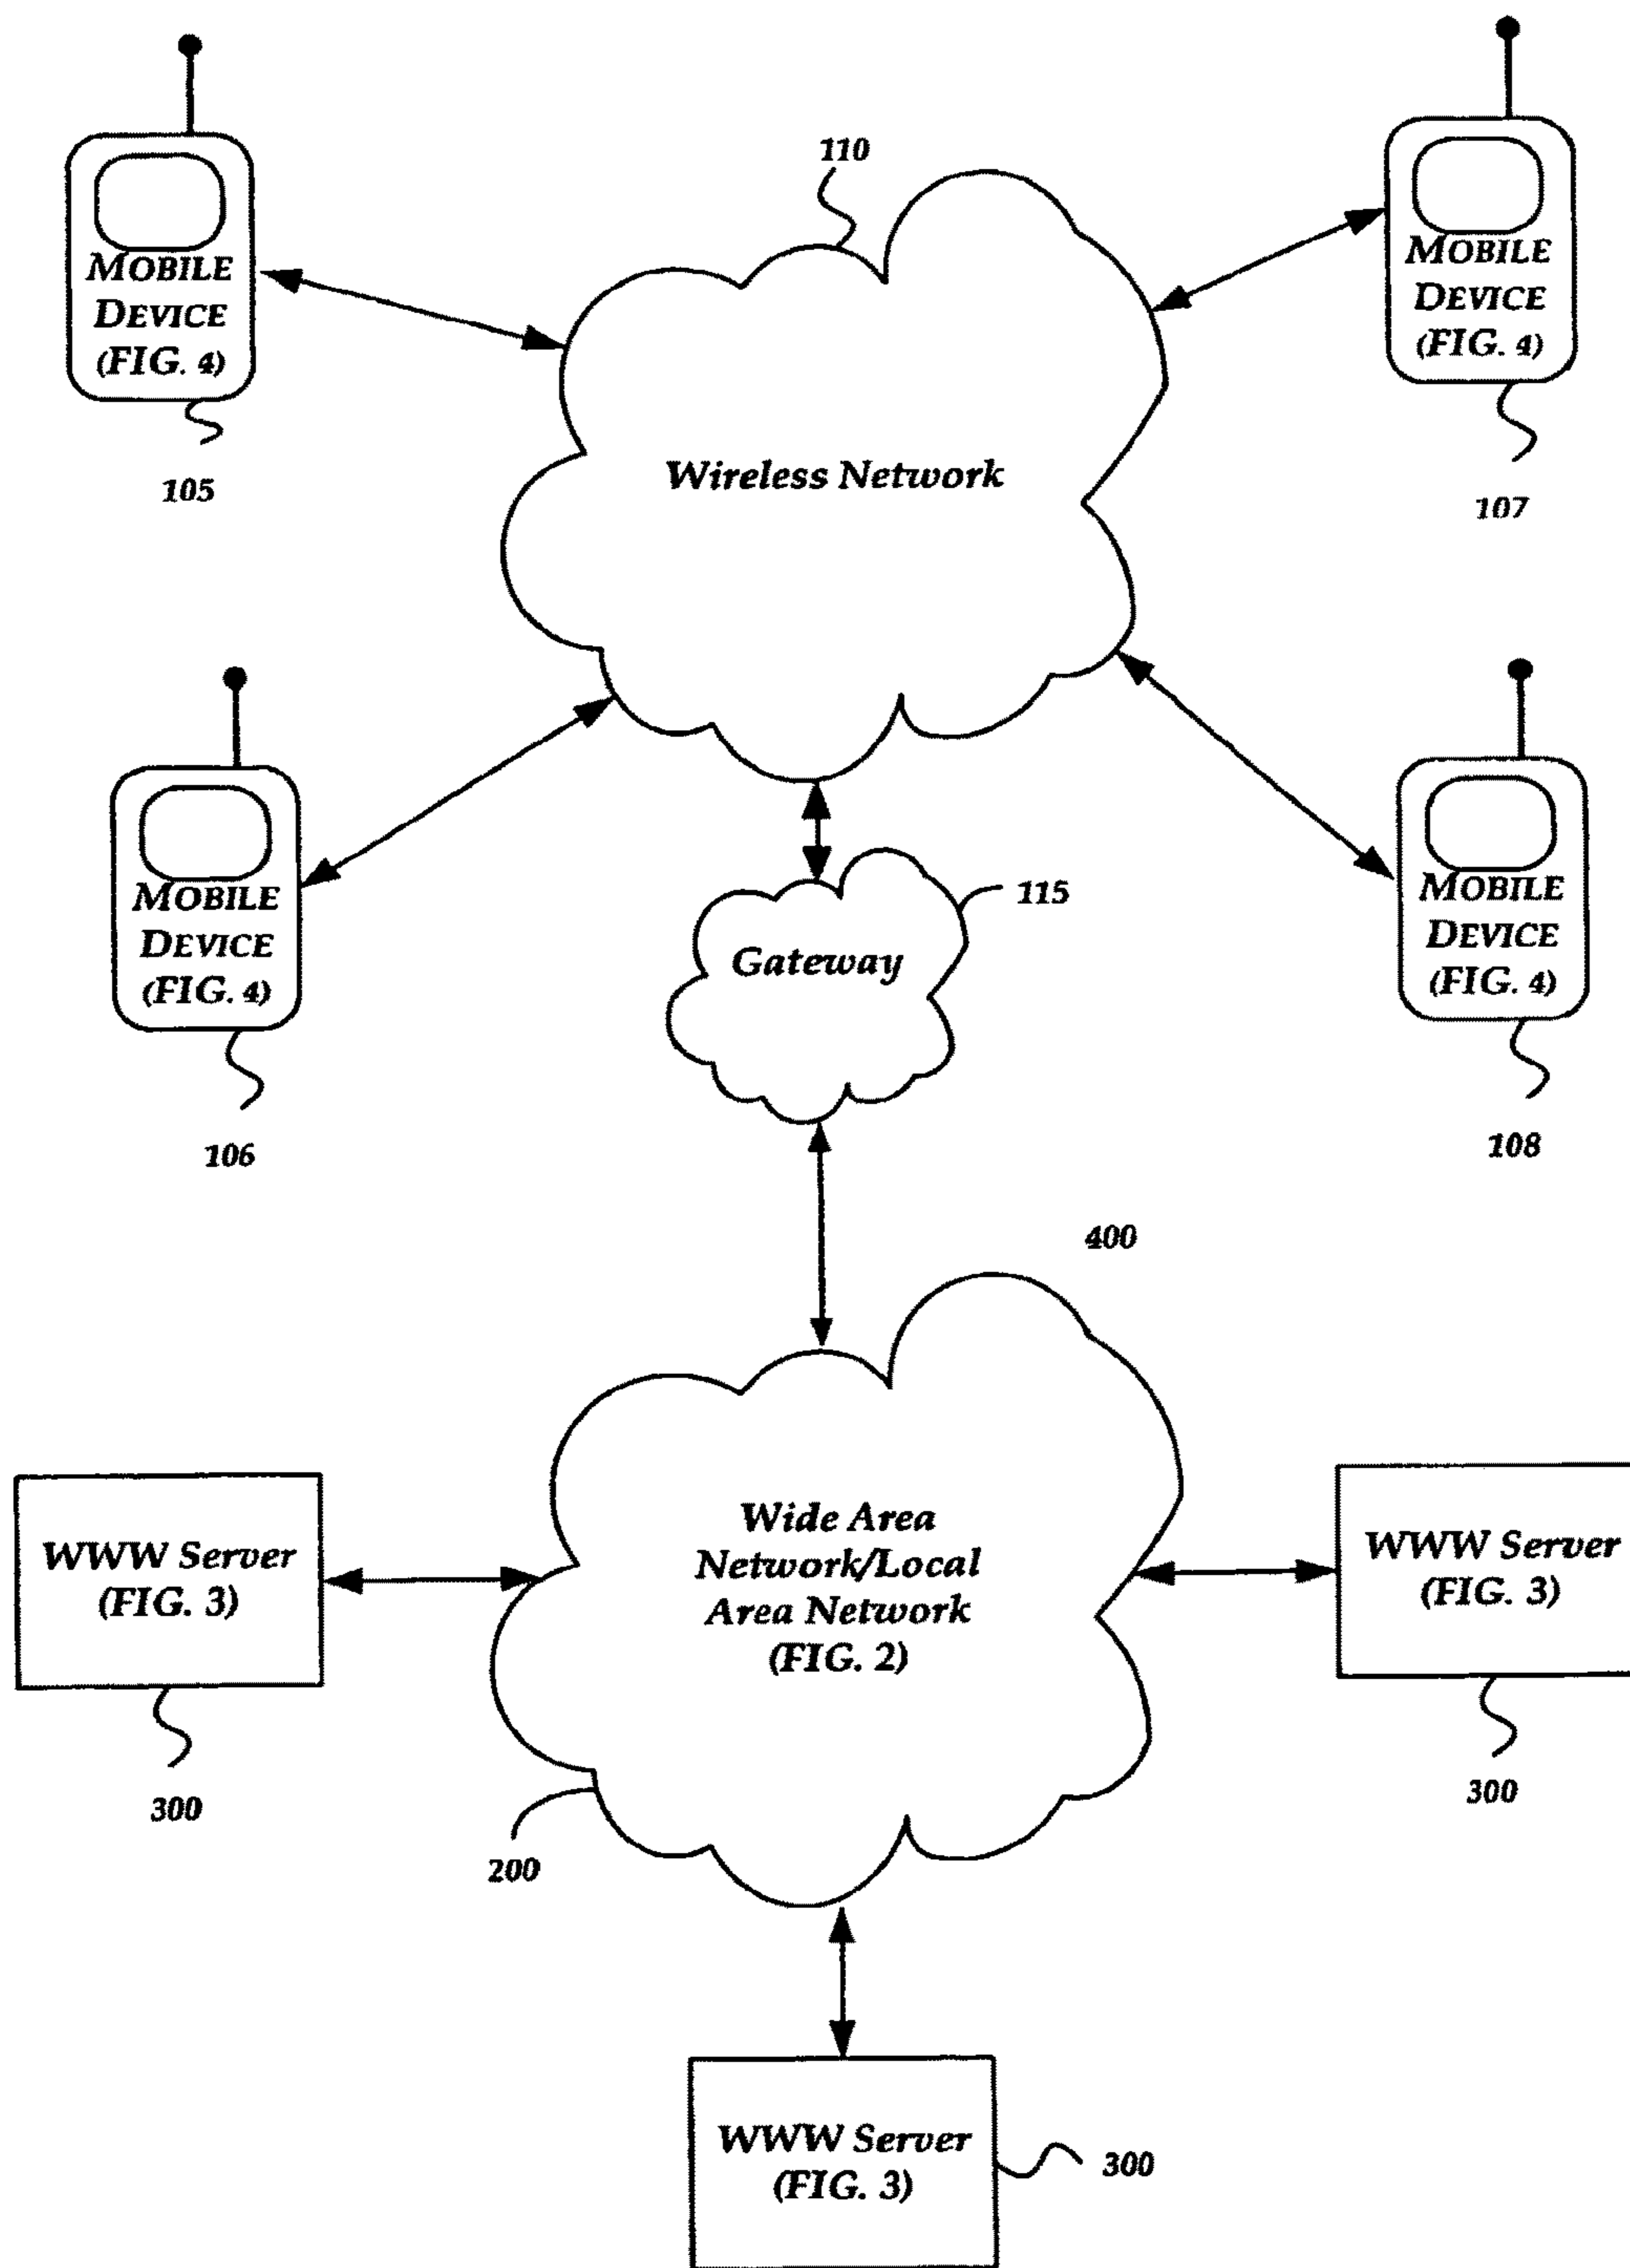 110
MOBILE
DEVICE
(FIG. 4)
105
MOBILE
DEVICE
(FIG. 4)
107
Wireless Network
MOBILE
DEVICE
(FIG. 4)
106
115
Gateway
MOBILE
DEVICE
(FIG. 4)
108
400
WWW Server
(FIG. 3)
300
Wide Area
Network/Local
Area Network
(FIG. 2)
200
WWW Server
(FIG. 3)
300
WWW Server
(FIG. 3)
300